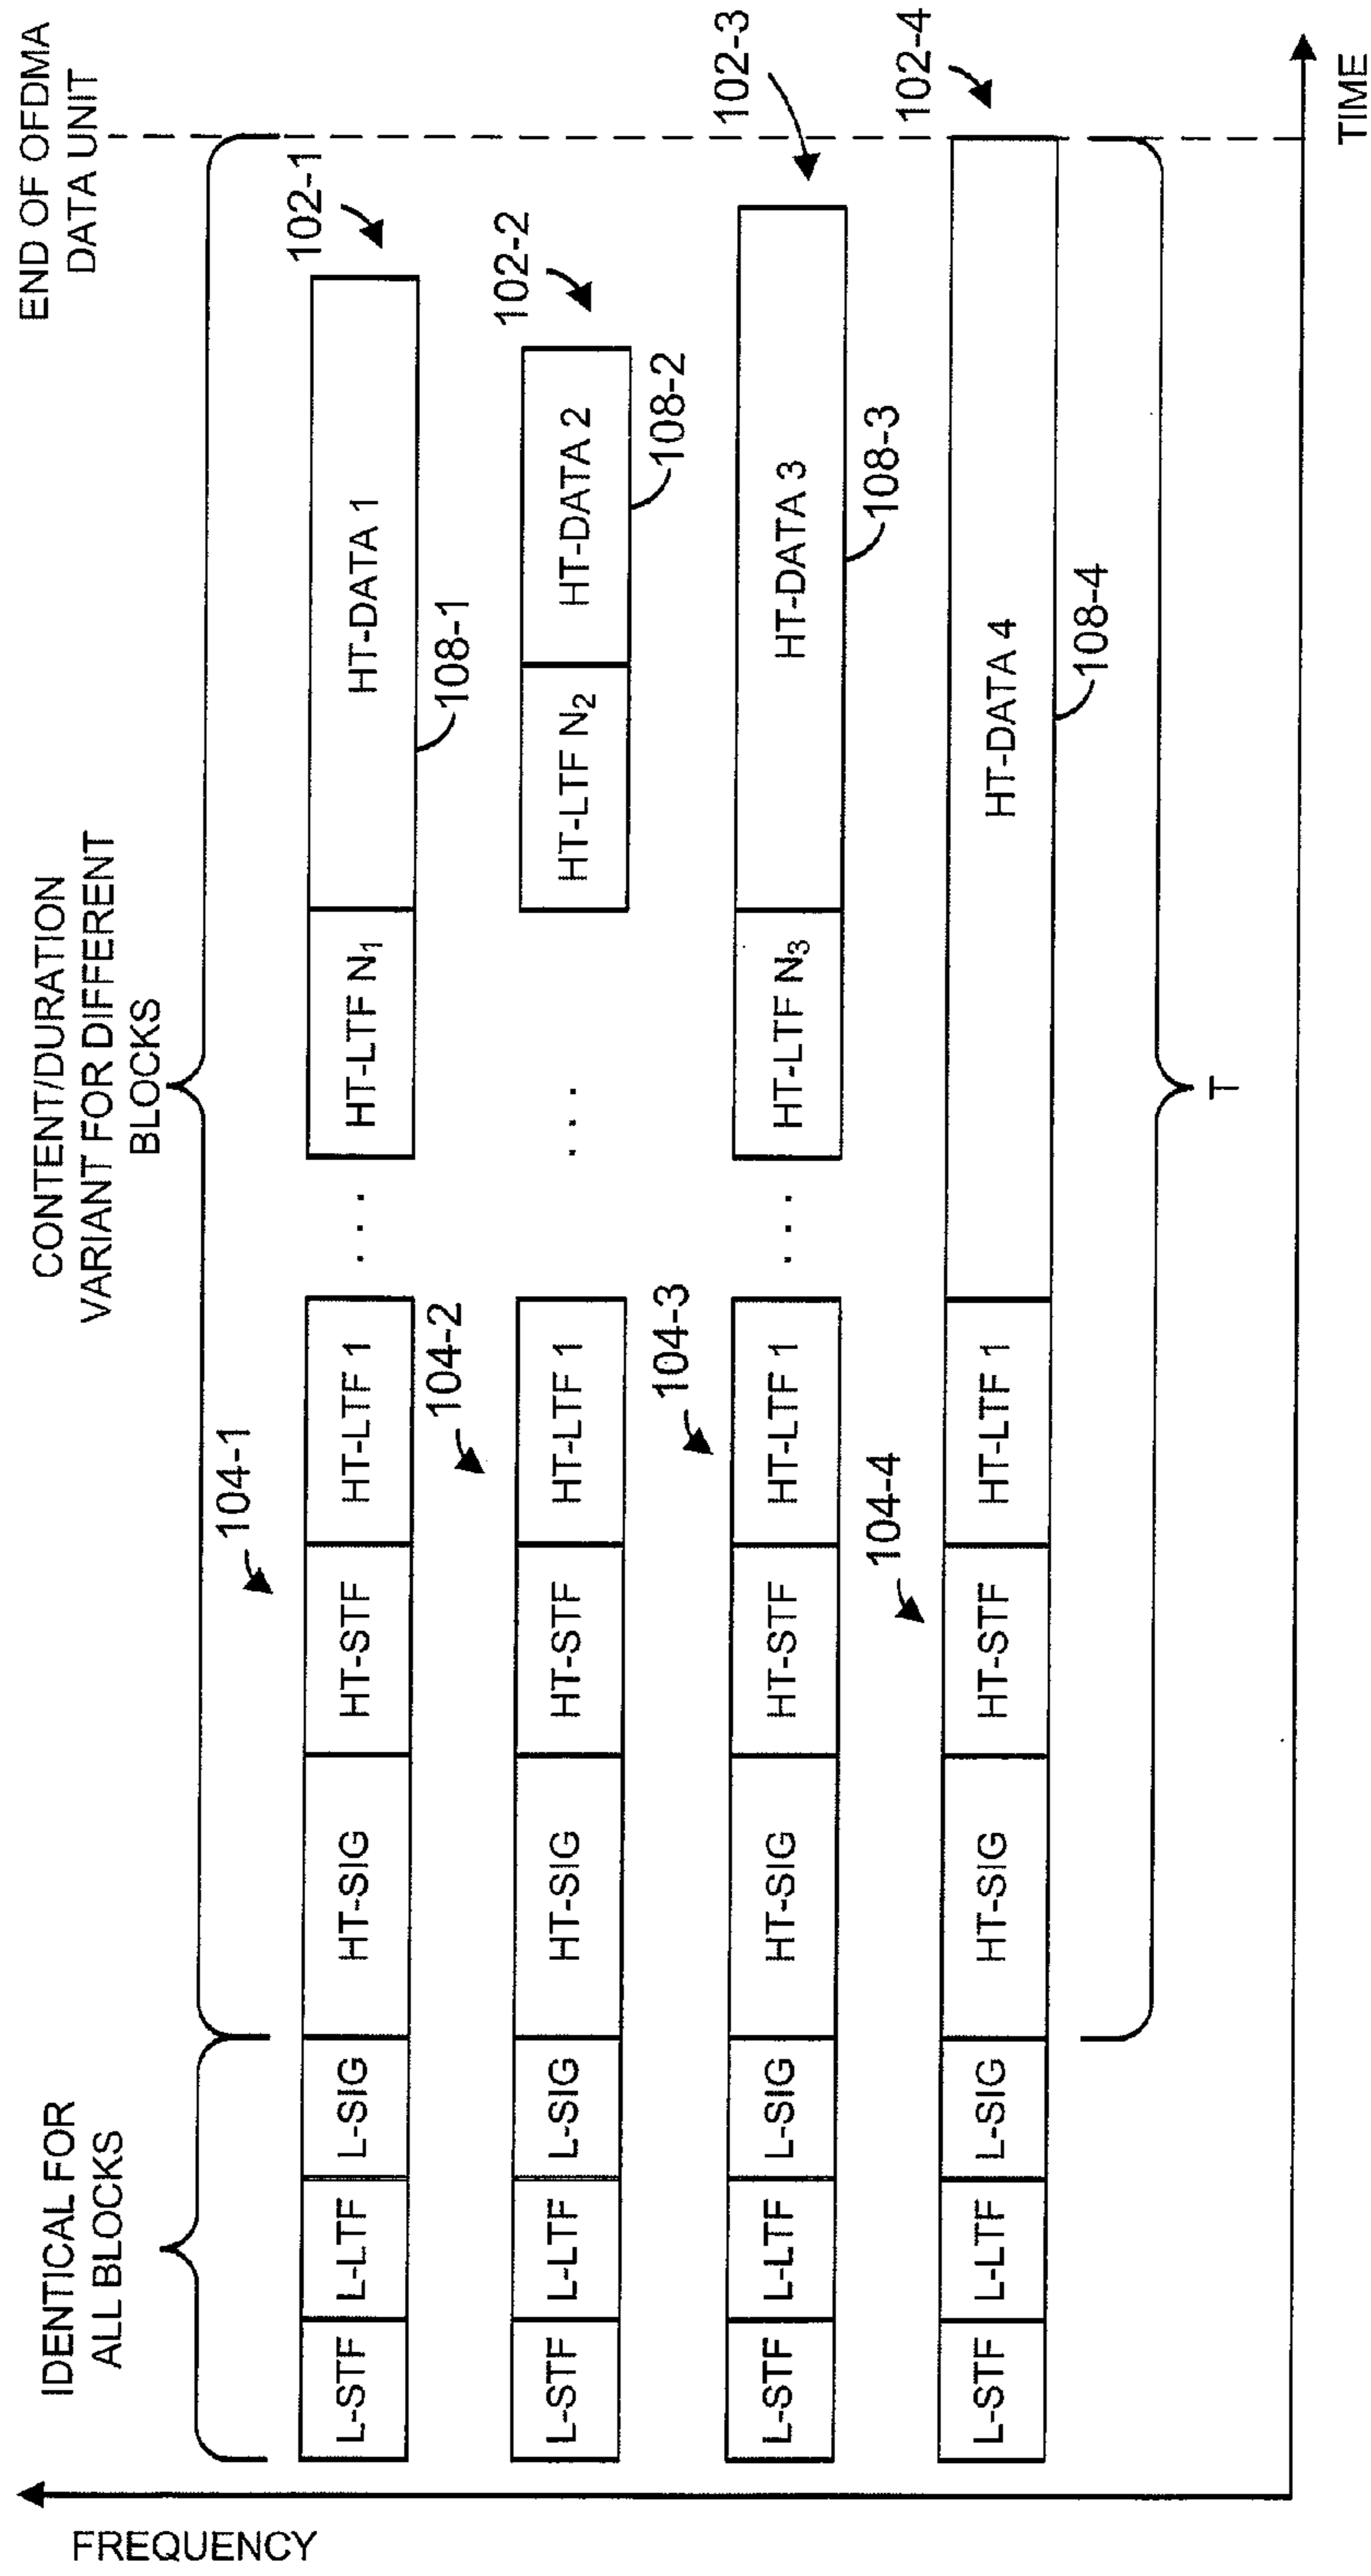 IDENTICAL FOR
ALL BLOCKS
CONTENT/DURATION
VARIANT FOR DIFFERENT
BLOCKS
END OF OFDMA
DATA UNIT
FREQUENCY
104-1
102-1
L-STF
L-LTF
L-SIG
HT-SIG
HT-STF
HT-LTF 1
. . .
HT-LTF N₁
HT-DATA 1
108-1
104-2
102-2
L-STF
L-LTF
L-SIG
HT-SIG
HT-STF
HT-LTF 1
. . .
HT-LTF N₂
HT-DATA 2
108-2
104-3
102-3
L-STF
L-LTF
L-SIG
HT-SIG
HT-STF
HT-LTF 1
. . .
HT-LTF N₃
HT-DATA 3
108-3
104-4
102-4
L-STF
L-LTF
L-SIG
HT-SIG
HT-STF
HT-LTF 1
HT-DATA 4
108-4
T
TIME